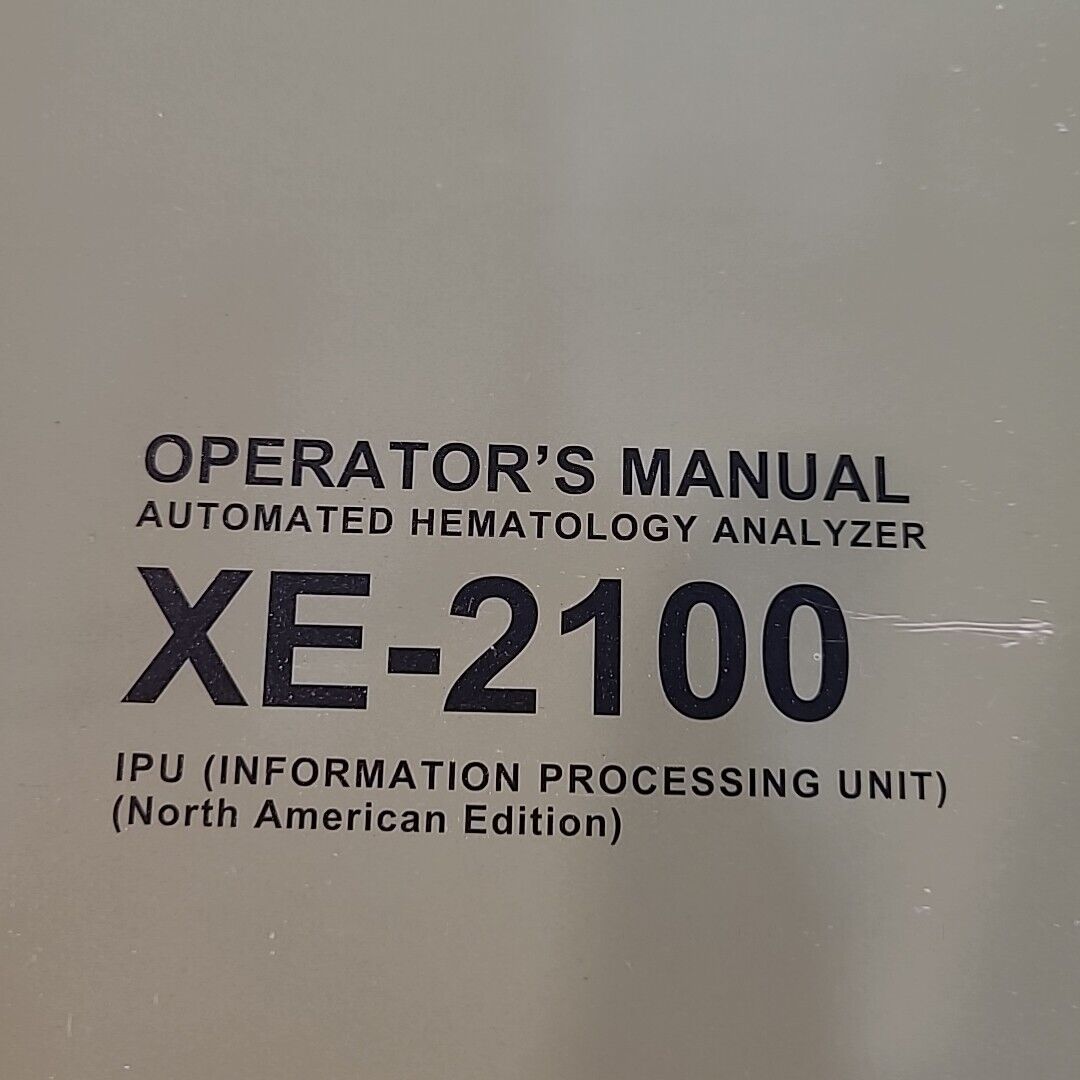 OPERATOR’S MANUAL
AUTOMATED HEMATOLOGY ANALYZER
XE-2100
IPU (INFORMATION PROCESSING UNIT)
(North American Edition)